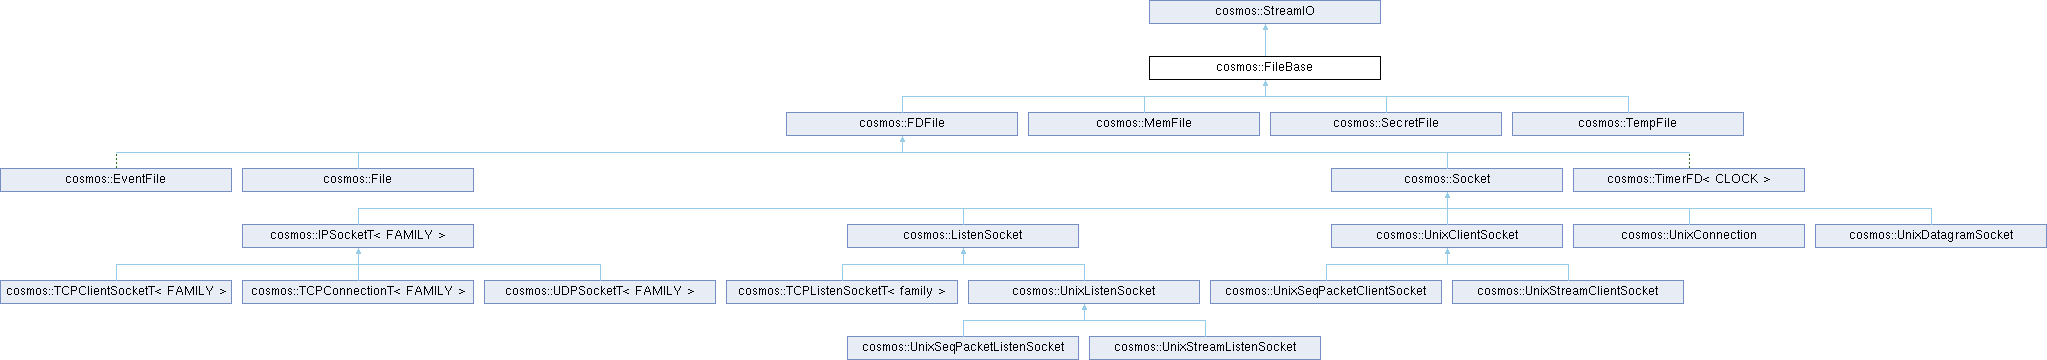 cosmos::StreamIO
cosmos::FileBase
cosmos::FDFile
cosmos::MemFile
cosmos::SecretFile
cosmos::TempFile
cosmos::EventFile
cosmos::File
cosmos::Socket
cosmos::TimerFD< CLOCK >
cosmos::IPSocketT< FAMILY >
cosmos::ListenSocket
cosmos::UnixClientSocket
cosmos::UnixConnection
cosmos::UnixDatagramSocket
cosmos::TCPClientSocketT< FAMILY >
cosmos::TCPConnectionT< FAMILY >
cosmos::UDPSocketT< FAMILY >
cosmos::TCPListenSocketT< family >
cosmos::UnixListenSocket
cosmos::UnixSeqPacketClientSocket
cosmos::UnixStreamClientSocket
cosmos::UnixSeqPacketListenSocket
cosmos::UnixStreamListenSocket